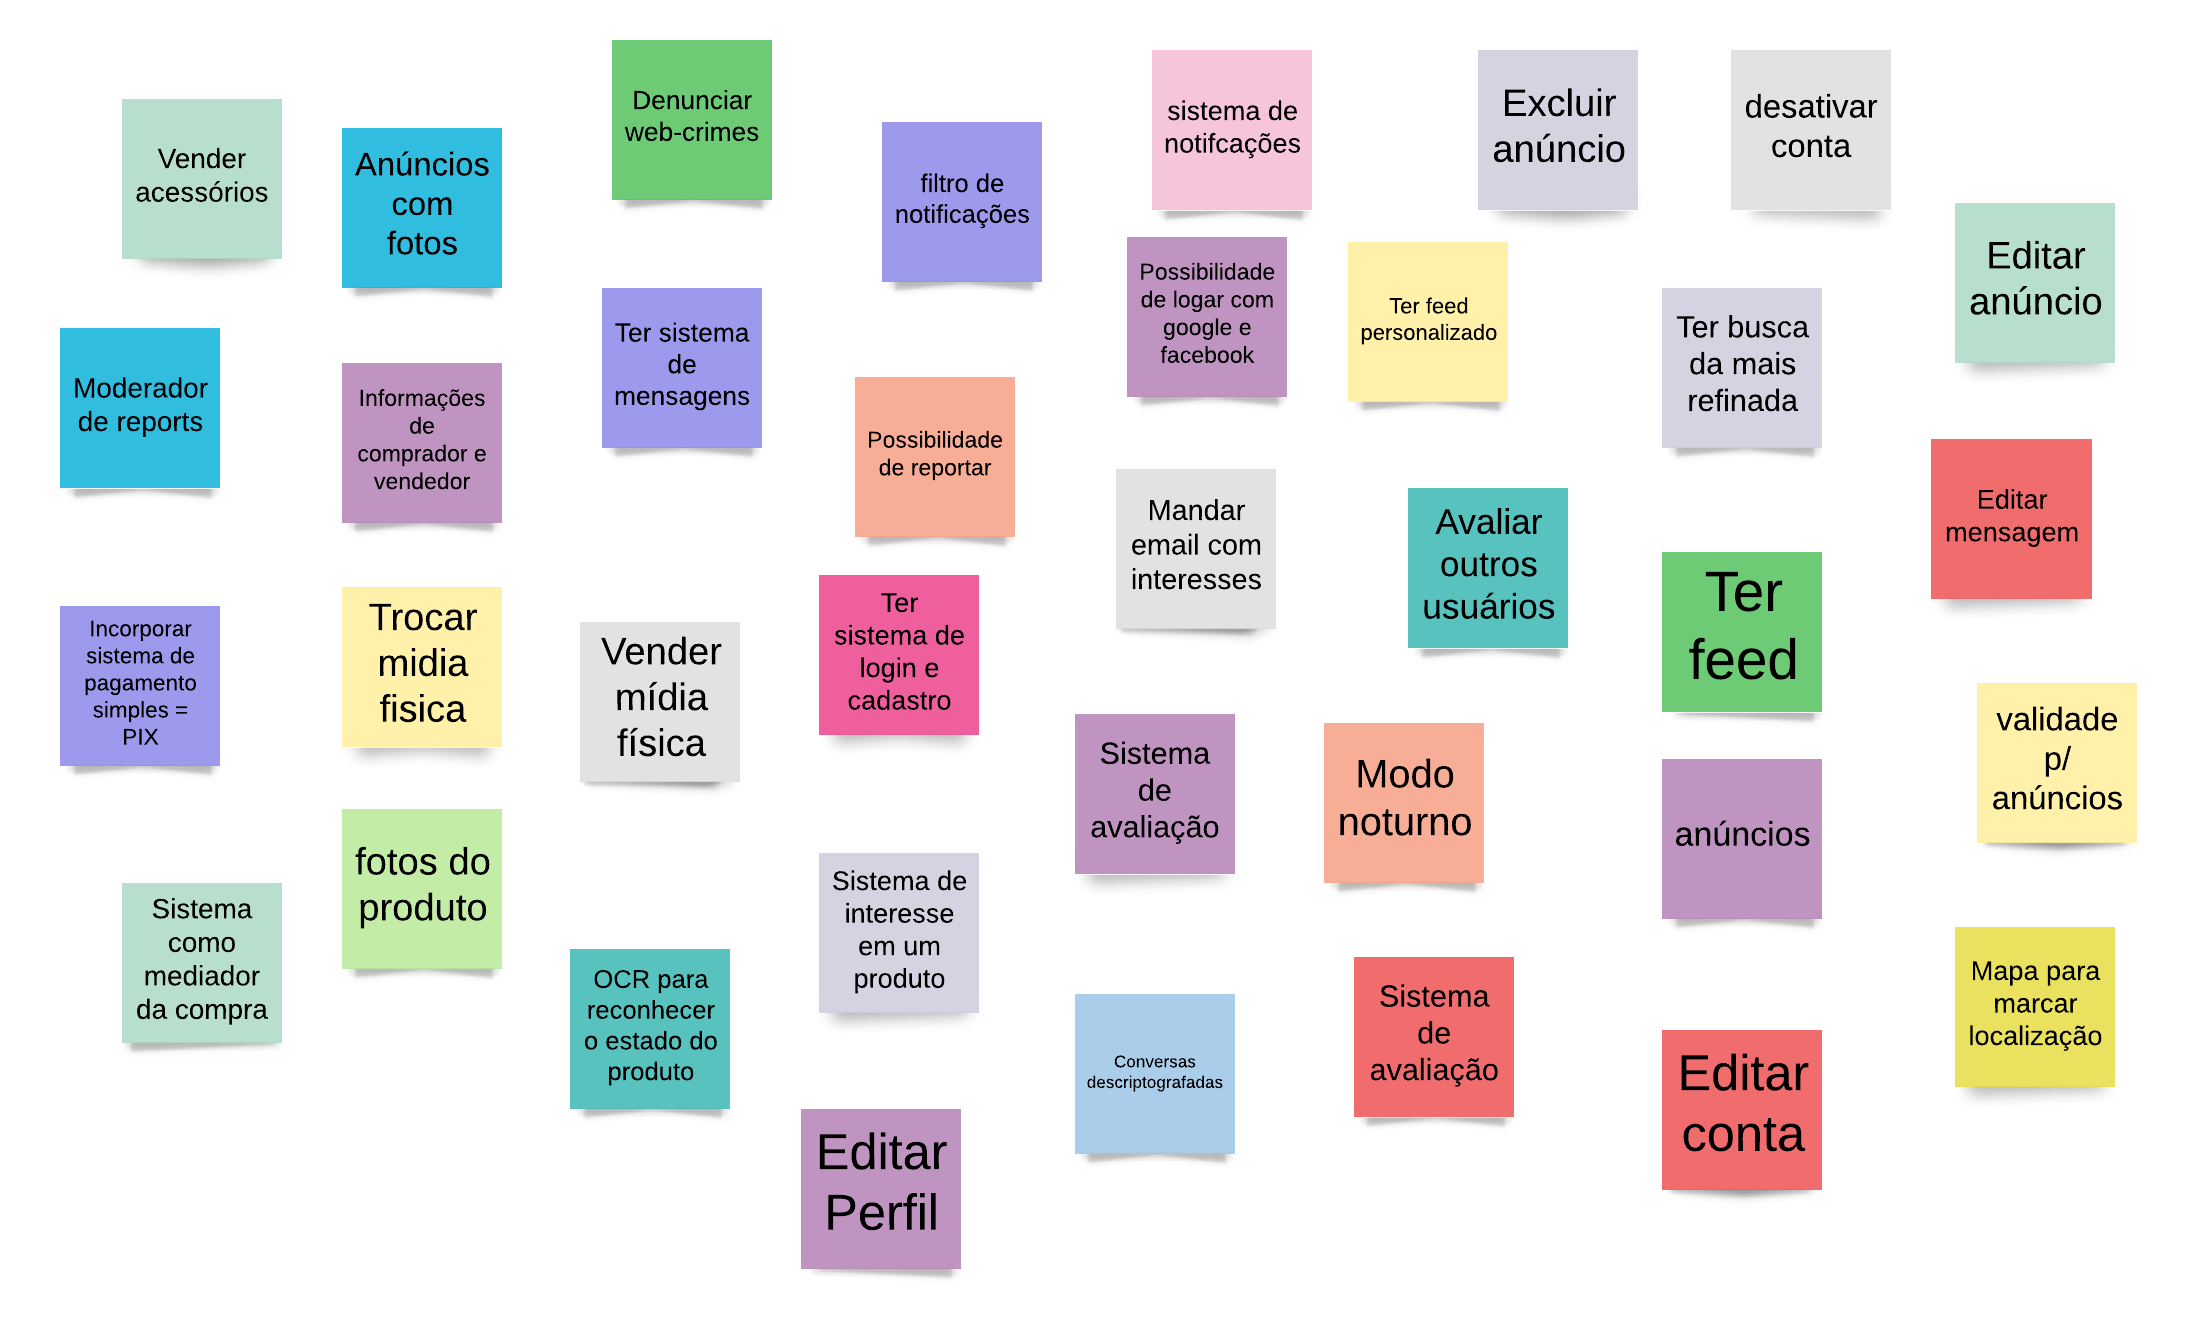 Vender
acessórios
Anúncios
com
fotos
Denunciar
web-crimes
filtro de
notificações
sistema de
notifcações
Excluir
anúncio
desativar
conta
Editar
anúncio
Moderador
de reports
Informações
de
comprador e
vendedor
Ter sistema
de
mensagens
Possibilidade
de reportar
Possibilidade
de logar com
google e
facebook
Ter feed
personalizado
Ter busca
da mais
refinada
Editar
mensagem
Incorporar
sistema de
pagamento
simples =
PIX
Trocar
midia
fisica
Vender
mídia
física
Ter
sistema de
login e
cadastro
Mandar
email com
interesses
Avaliar
outros
usuários
Ter
feed
validade
p/
anúncios
Sistema
como
mediador
da compra
fotos do
produto
OCR para
reconhecer
o estado do
produto
Sistema de
interesse
em um
produto
Sistema
de
avaliação
Modo
noturno
anúncios
Mapa para
marcar
localização
Editar
Perfil
Conversas
descriptografadas
Sistema
de
avaliação
Editar
conta